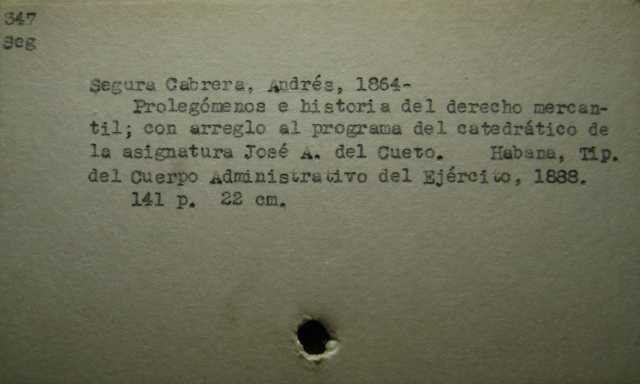 347
Seg
Segura Cabrera, Andrés, 1864-
Prolegómenos e historia del derecho mercan-
til; con arreglo al programa del catedrático de
la asignatura José A. del Cueto. Habana, Tip.
del Cuerpo Administrativo del Ejército, 1888.
141 p. 22 cm.